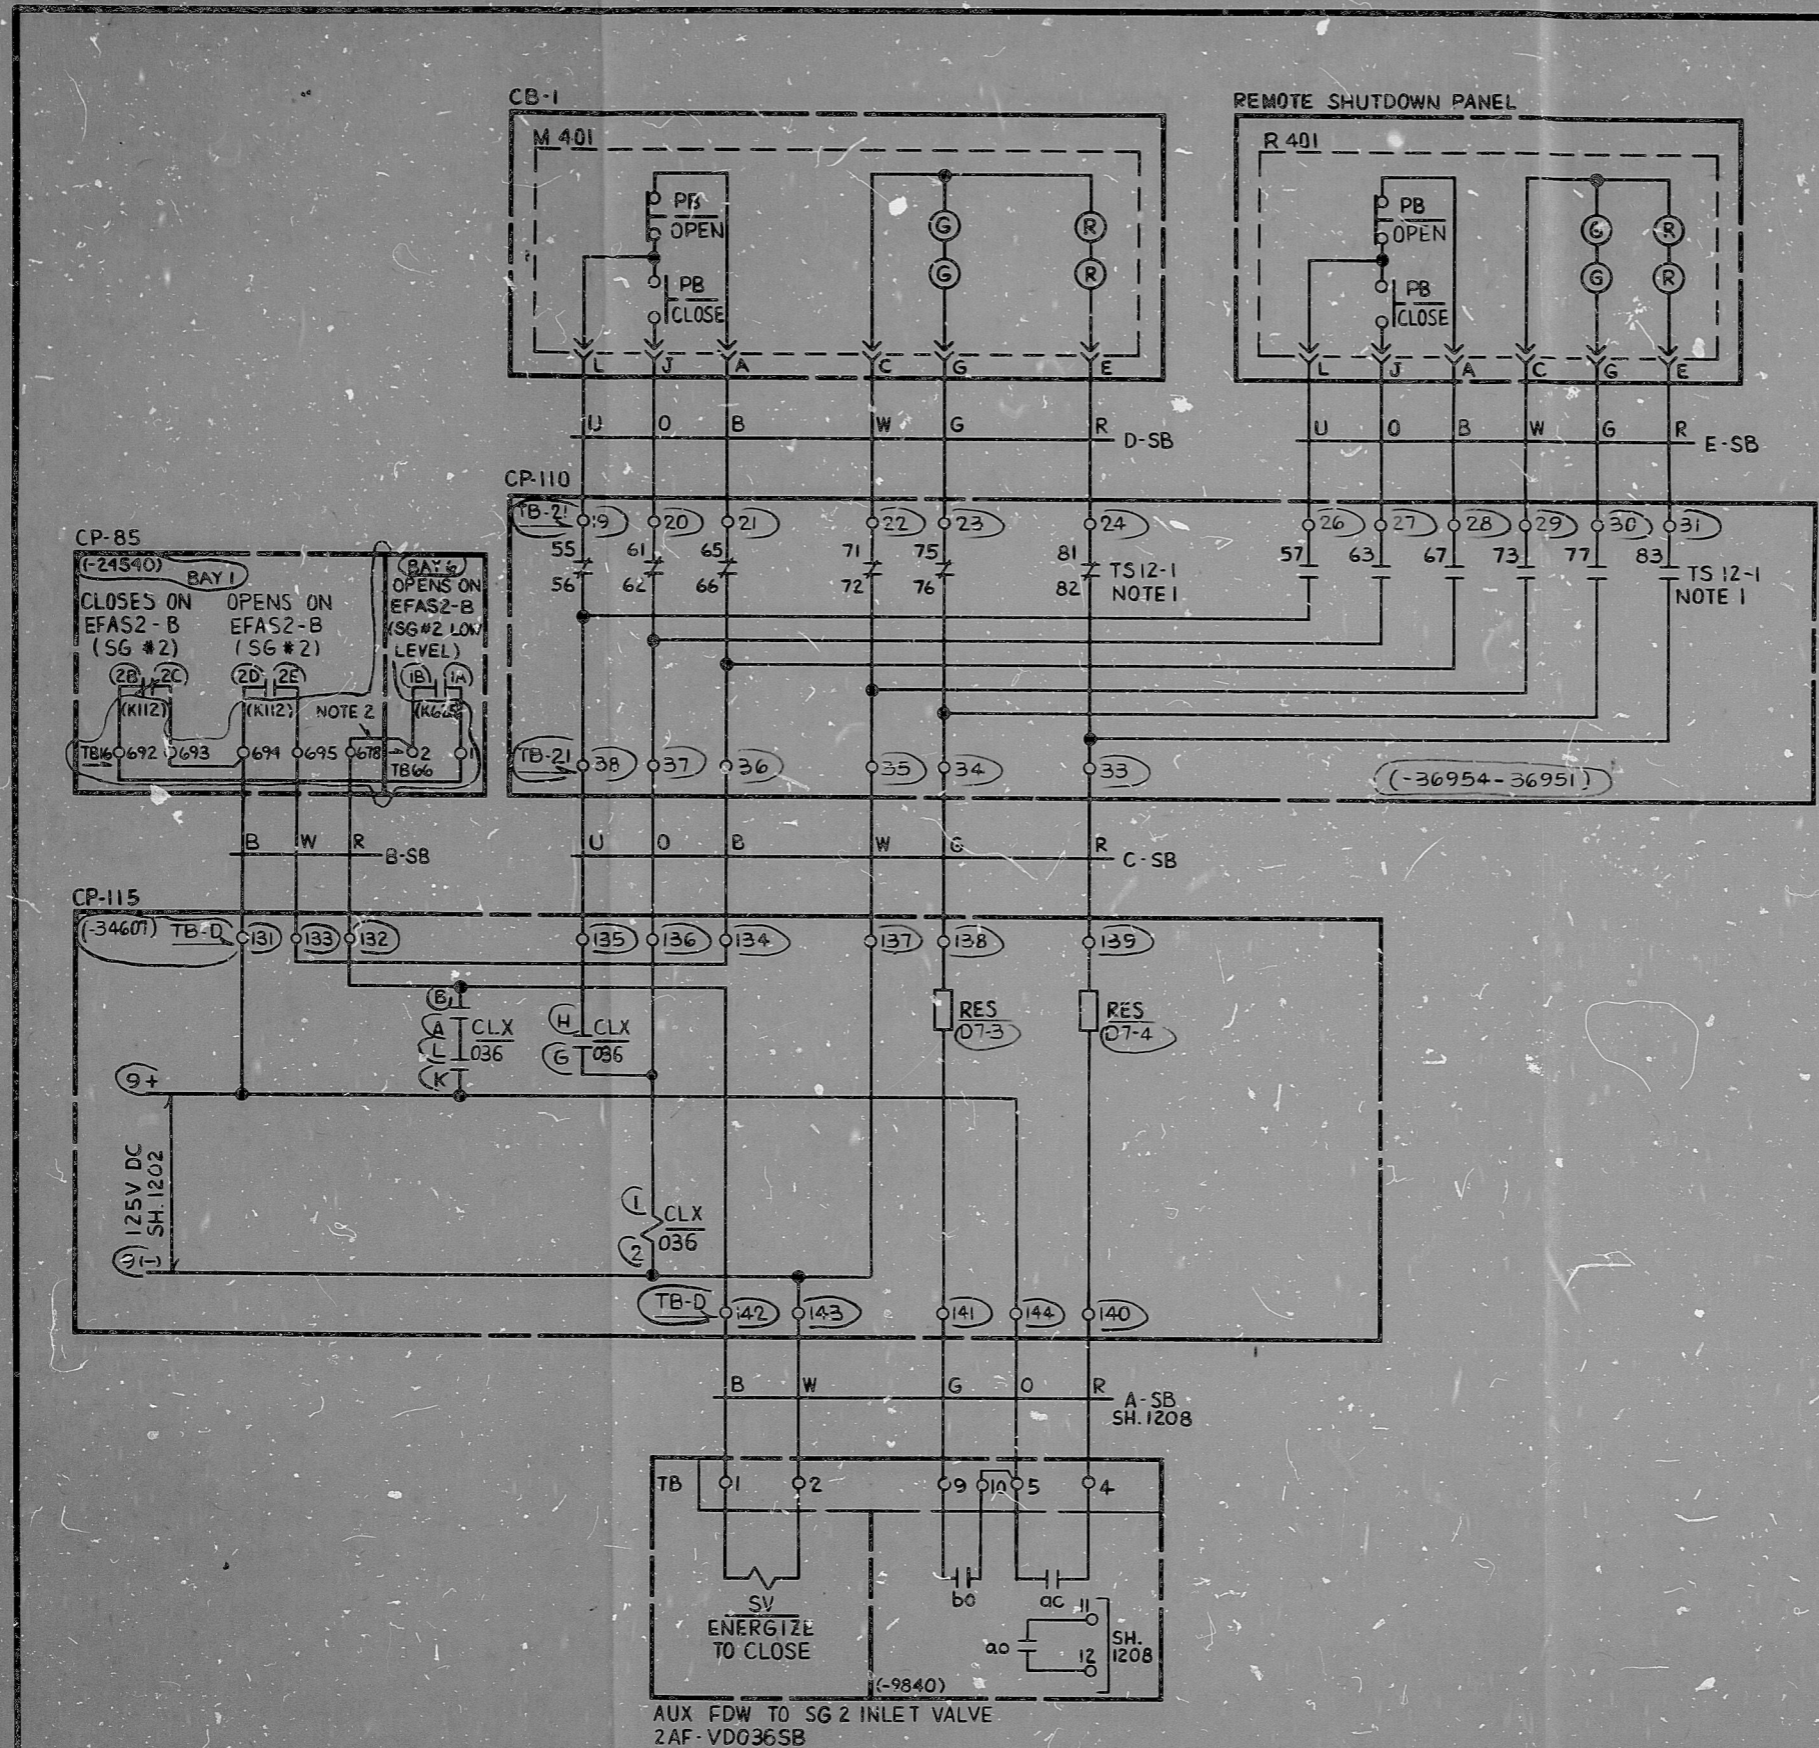 CB-1
M 401
PB
OPEN
PB
CLOSE
G
G
R
R
L J A C G E
U O B W G R
D-SB
REMOTE SHUTDOWN PANEL
R 401
PB
OPEN
PB
CLOSE
G
G
R
R
L J A C G E
U O B W G R
E-SB
CP-110
TB-21 19 20 21 22 23 24 26 27 28 29 30 31
55 61 65 71 75 81 57 63 67 73 77 83
56 62 66 72 76 82
TS12-1
NOTE 1
TS 12-1
NOTE 1
TB-21 38 37 36 35 34 33
(-36954-36951)
CP-85
(-24540)
BAY 1
CLOSES ON
EFAS2-B
(SG #2)
OPENS ON
EFAS2-B
(SG #2)
BAY 6
OPENS ON
EFAS2-B
(SG #2 LOW
LEVEL)
2B 2C 2D 2E 1B 1A
(K112) (K112) NOTE 2
TB16 692 693 694 695 678 2 1
TB66
B W R
B-SB
U O B W G R
C-SB
CP-115
(-34607) TB-D 131 133 132 135 136 134 137 138 139
B
A
L
K
CLX
036
H
G
CLX
036
RES
D7-3
RES
D7-4
9+
125V DC
SH.1202
9(-)
1
2
CLX
036
TB-D 142 143 141 144 140
B W G O R
A-SB
SH.1208
TB 1 2 9 10 5 4
SV
ENERGIZE
TO CLOSE
bo
ac
ao
11
12
SH.
1208
(-9840)
AUX FDW TO SG 2 INLET VALVE
2AF-VD036SB